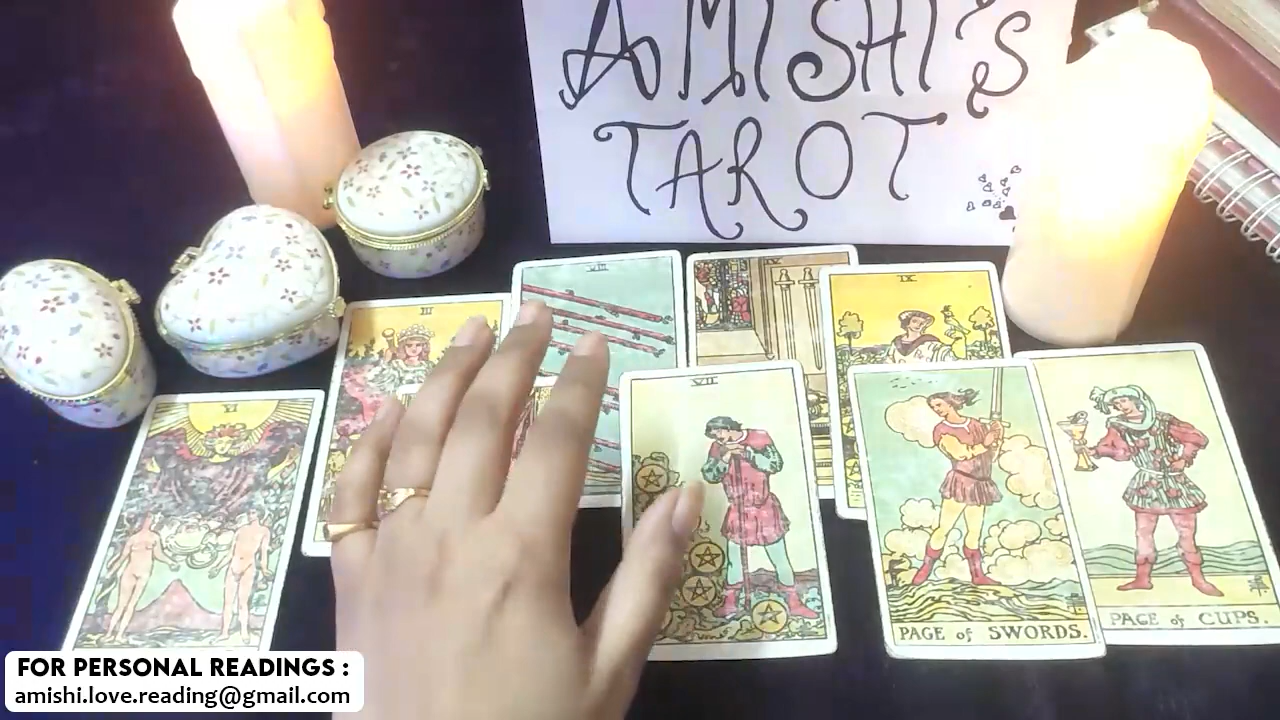 AMISHI's
TAROT
VIII
IV
IX
III
VII
VI
PAGE of SWORDS.
PAGE of CUPS.
FOR PERSONAL READINGS :
amishi.love.reading@gmail.com